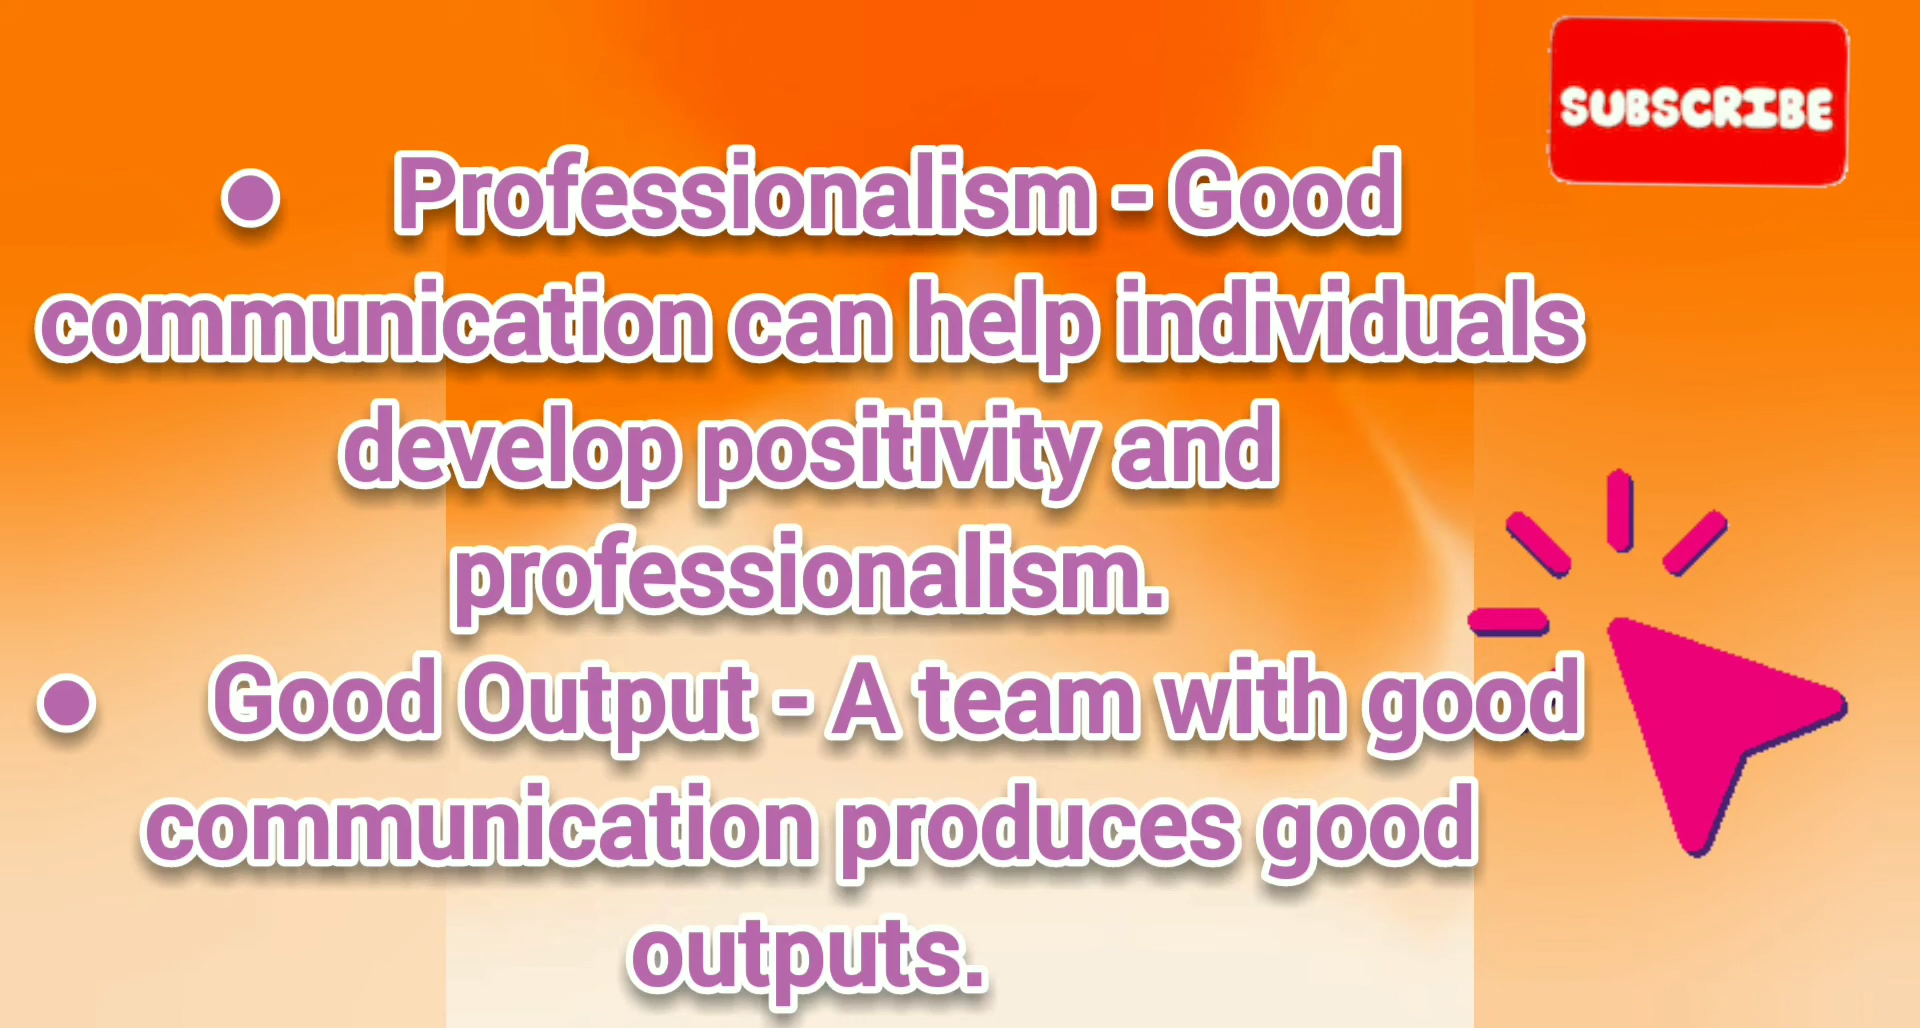 SUBSCRIBE
● Professionalism - Good
communication can help individuals
develop positivity and
professionalism.
● Good Output - A team with good
communication produces good
outputs.